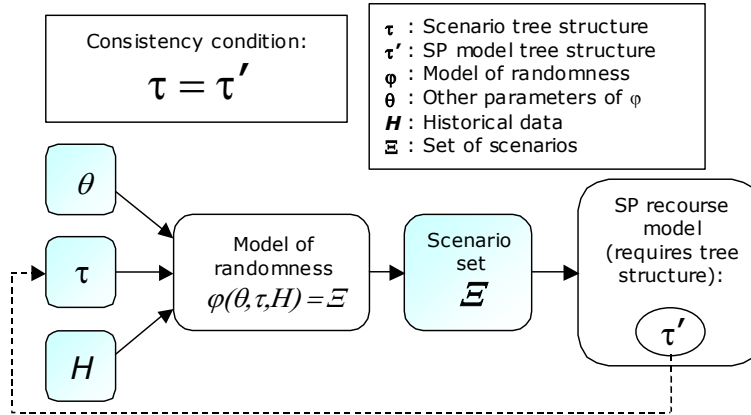 Consistency condition:
τ = τ′
τ : Scenario tree structure
τ′ : SP model tree structure
φ : Model of randomness
θ : Other parameters of φ
H : Historical data
Ξ : Set of scenarios
θ
τ
H
Model of
randomness
φ(θ,τ,H) = Ξ
Scenario
set
Ξ
SP recourse
model
(requires tree
structure):
τ′